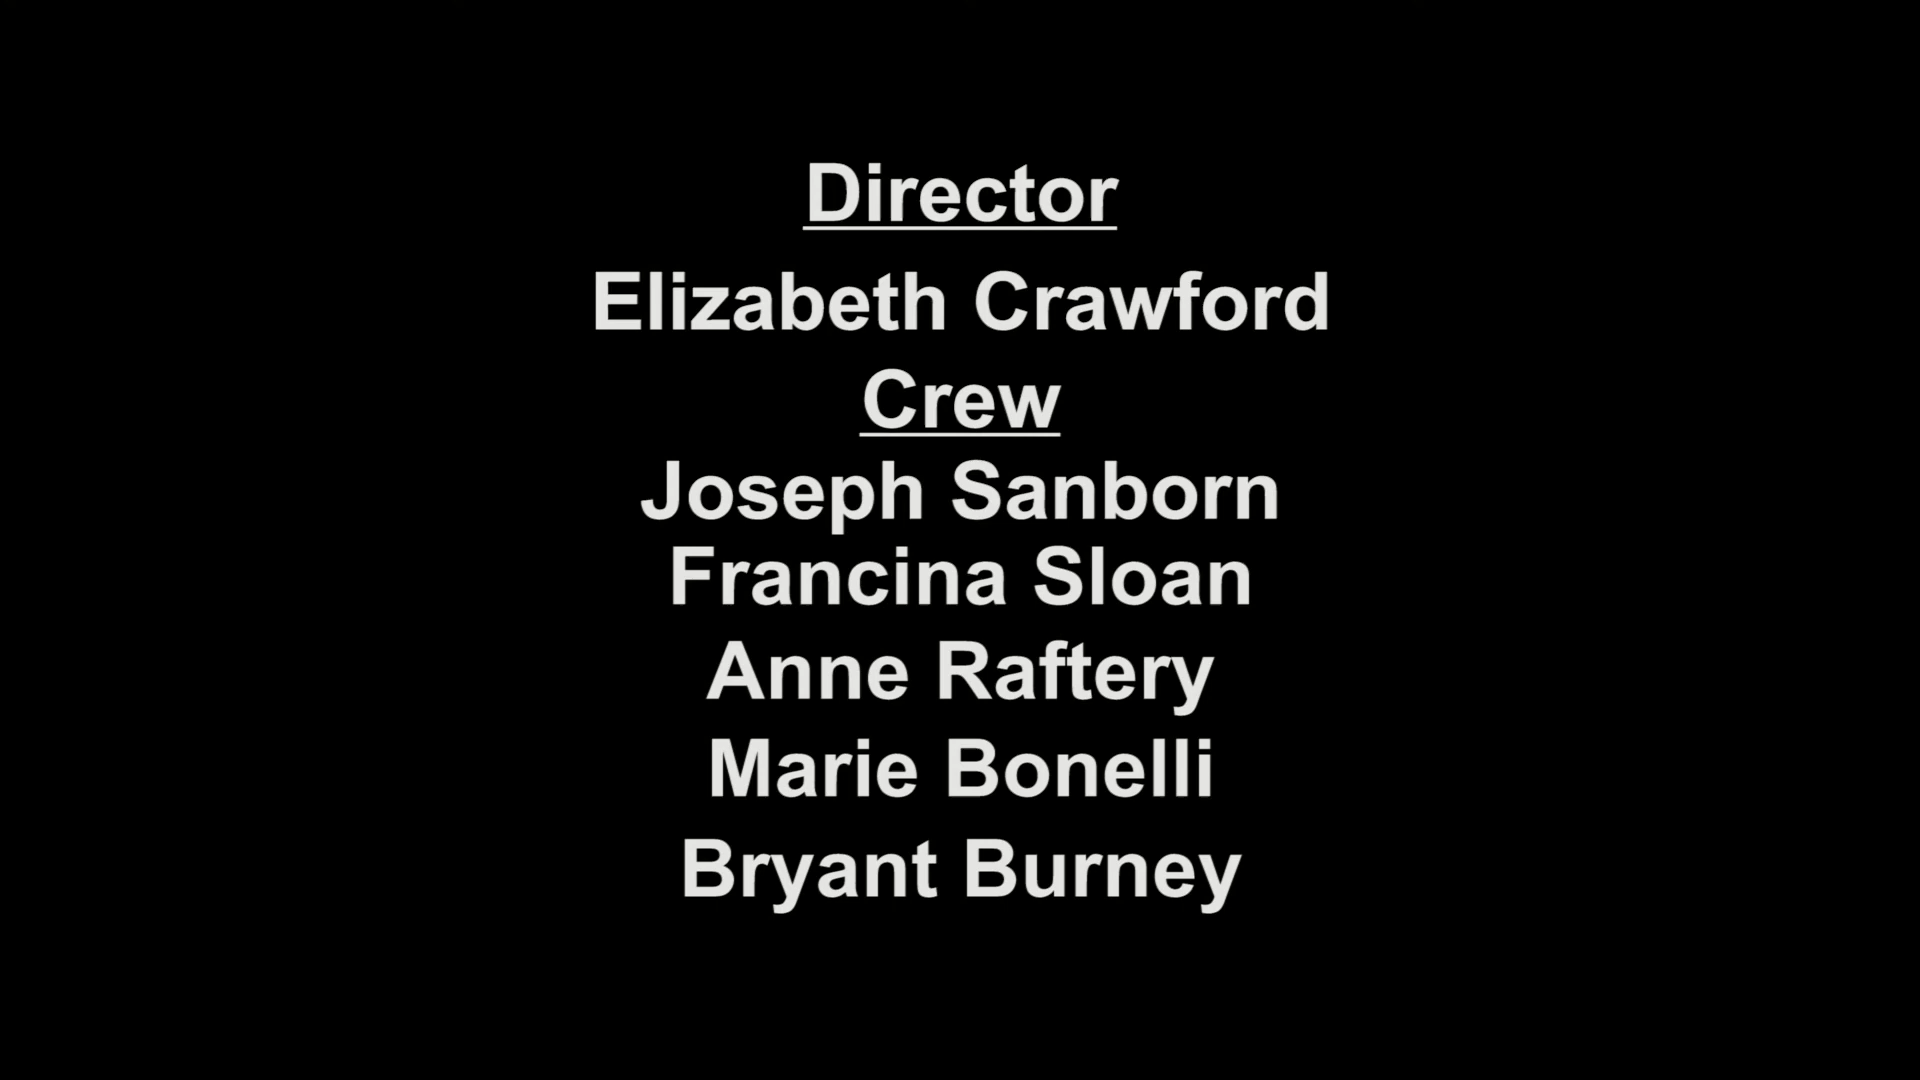 Director
Elizabeth Crawford
Crew
Joseph Sanborn
Francina Sloan
Anne Raftery
Marie Bonelli
Bryant Burney